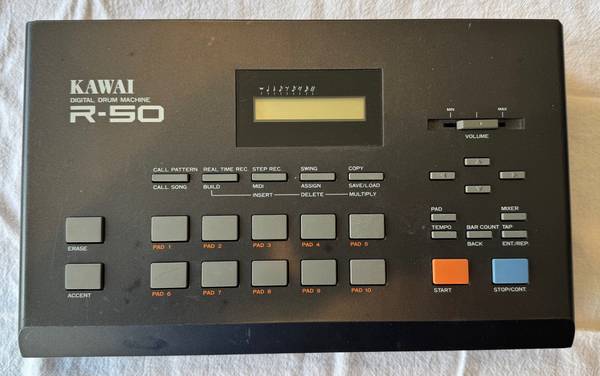 KAWAI
DIGITAL DRUM MACHINE
R-50
MIN MAX
VOLUME
CALL PATTERN REAL TIME REC. STEP REC. SWING COPY
CALL SONG BUILD MIDI ASSIGN SAVE/LOAD
INSERT DELETE MULTIPLY
PAD MIXER
TEMPO BAR COUNT TAP
BACK ENT./REP.
ERASE PAD 1 PAD 2 PAD 3 PAD 4 PAD 5
ACCENT PAD 6 PAD 7 PAD 8 PAD 9 PAD 10
START STOP/CONT.